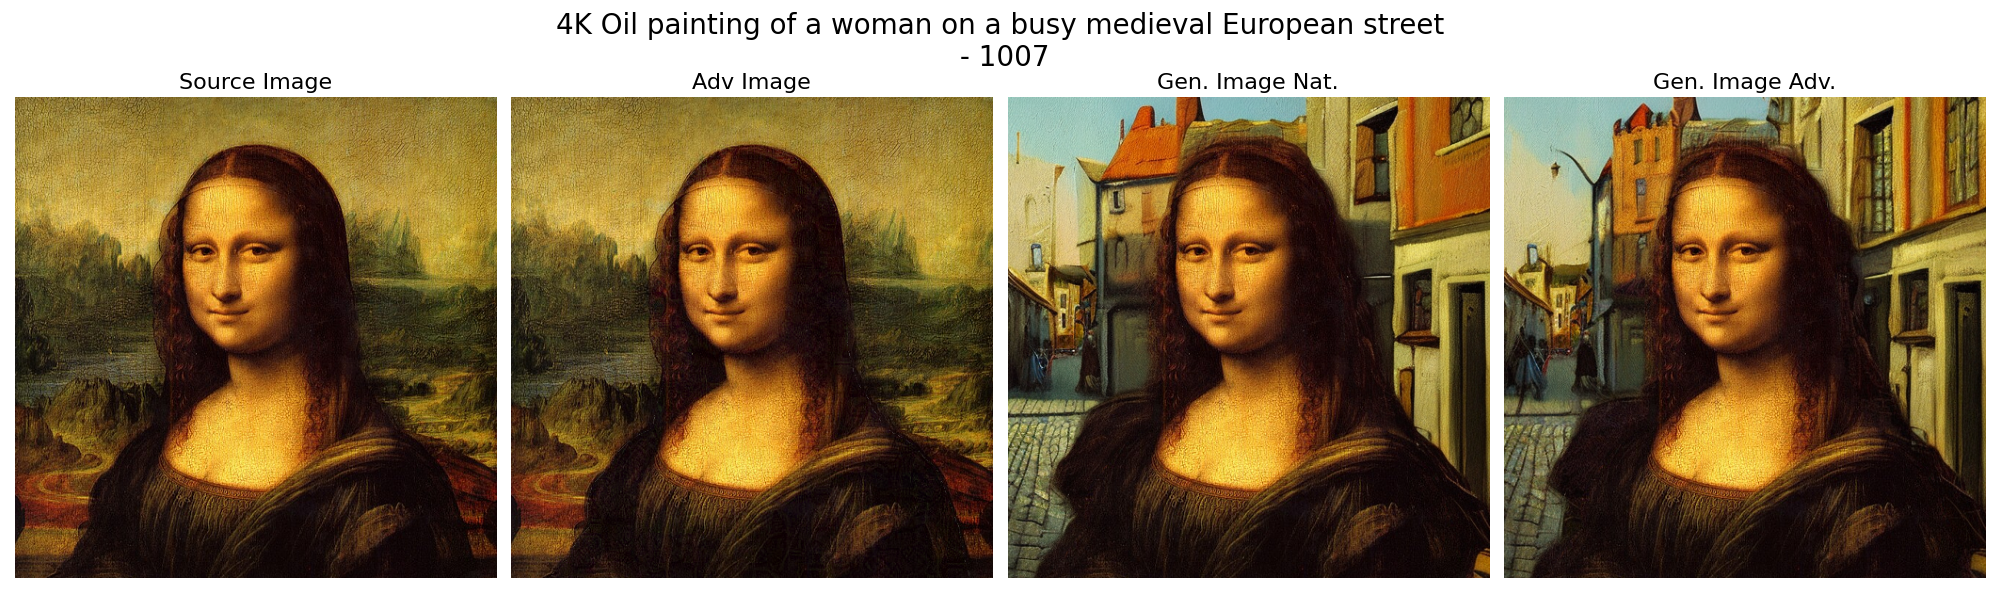 4K Oil painting of a woman on a busy medieval European street
- 1007
Source Image
Adv Image
Gen. Image Nat.
Gen. Image Adv.